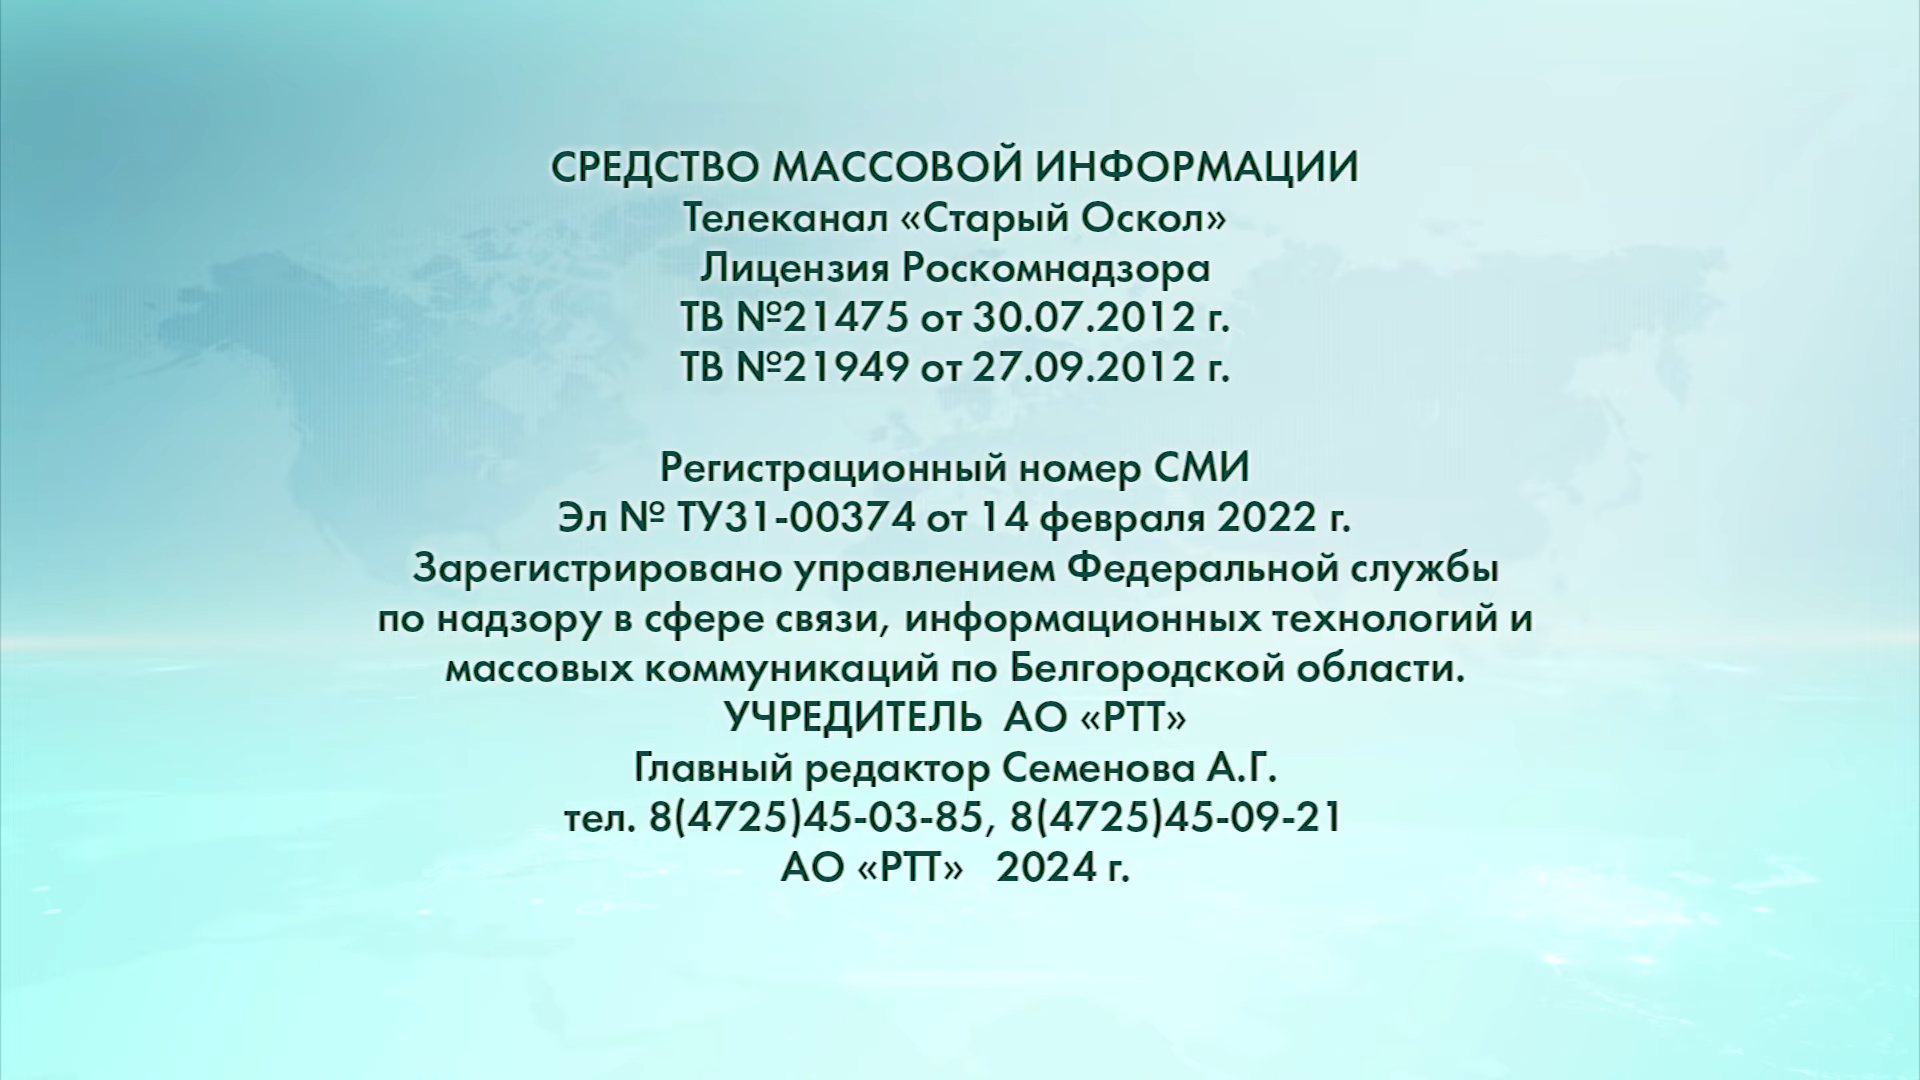 СРЕДСТВО МАССОВОЙ ИНФОРМАЦИИ
Телеканал «Старый Оскол»
Лицензия Роскомнадзора
ТВ №21475 от 30.07.2012 г.
ТВ №21949 от 27.09.2012 г.
Регистрационный номер СМИ
Эл № ТУ31-00374 от 14 февраля 2022 г.
Зарегистрировано управлением Федеральной службы
по надзору в сфере связи, информационных технологий и
массовых коммуникаций по Белгородской области.
УЧРЕДИТЕЛЬ АО «РТТ»
Главный редактор Семенова А.Г.
тел. 8(4725)45-03-85, 8(4725)45-09-21
АО «РТТ» 2024 г.